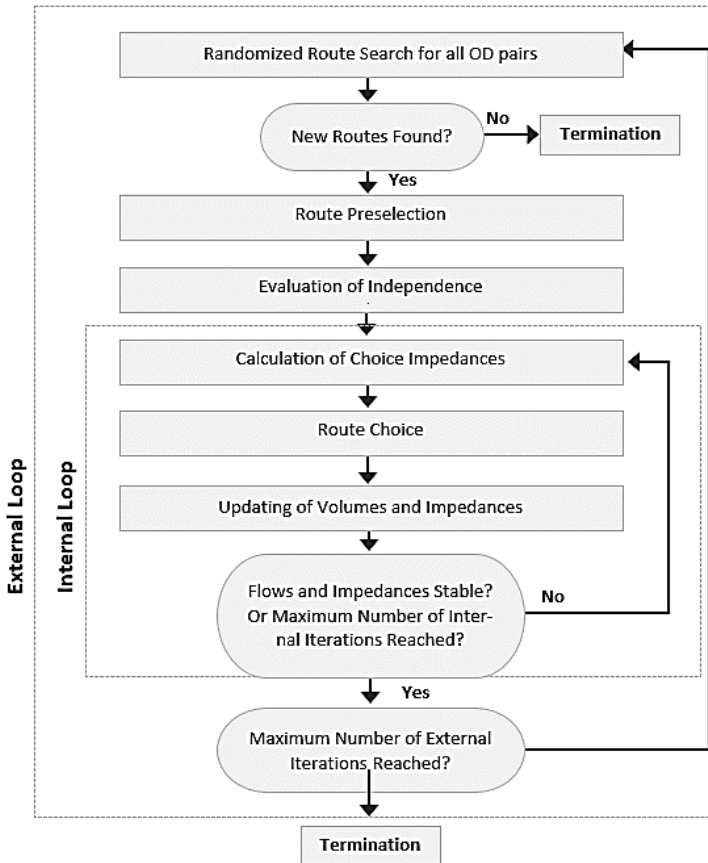 Randomized Route Search for all OD pairs
New Routes Found?
No
Termination
Yes
Route Preselection
Evaluation of Independence
Calculation of Choice Impedances
Route Choice
Updating of Volumes and Impedances
Flows and Impedances Stable?
Or Maximum Number of Inter-
nal Iterations Reached?
No
Yes
Maximum Number of External
Iterations Reached?
Termination
External Loop
Internal Loop